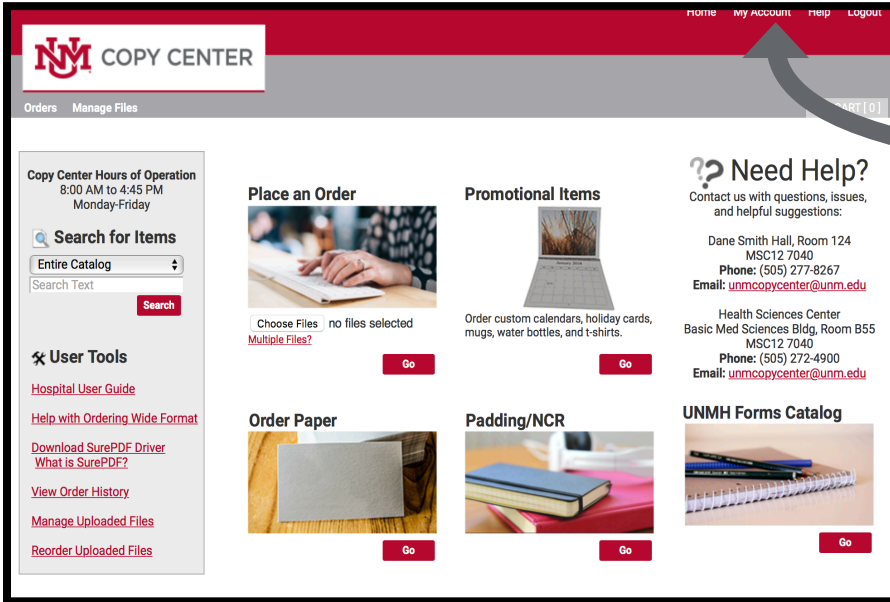 Home My Account Help Logout
UNM COPY CENTER
Orders Manage Files
CART [ 0 ]
Copy Center Hours of Operation
8:00 AM to 4:45 PM
Monday-Friday
Search for Items
Entire Catalog
Search Text
Search
User Tools
Hospital User Guide
Help with Ordering Wide Format
Download SurePDF Driver
What is SurePDF?
View Order History
Manage Uploaded Files
Reorder Uploaded Files
Place an Order
Choose Files no files selected
Multiple Files?
Go
Promotional Items
January 2018
Order custom calendars, holiday cards,
mugs, water bottles, and t-shirts.
Go
Order Paper
Go
Padding/NCR
Go
?? Need Help?
Contact us with questions, issues,
and helpful suggestions:
Dane Smith Hall, Room 124
MSC12 7040
Phone: (505) 277-8267
Email: unmcopycenter@unm.edu
Health Sciences Center
Basic Med Sciences Bldg, Room B55
MSC12 7040
Phone: (505) 272-4900
Email: unmcopycenter@unm.edu
UNMH Forms Catalog
Go